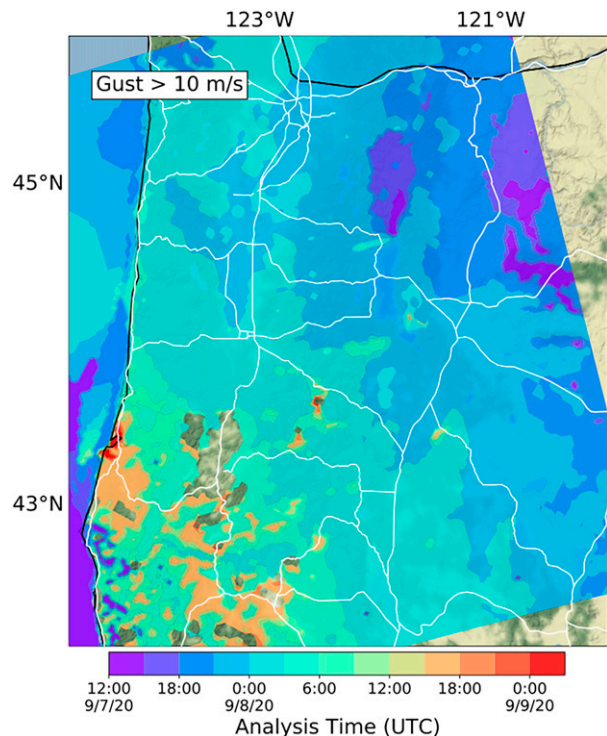 123°W 121°W
Gust > 10 m/s
45°N
43°N
12:00 18:00 0:00 6:00 12:00 18:00 0:00
9/7/20 9/8/20 9/9/20
Analysis Time (UTC)